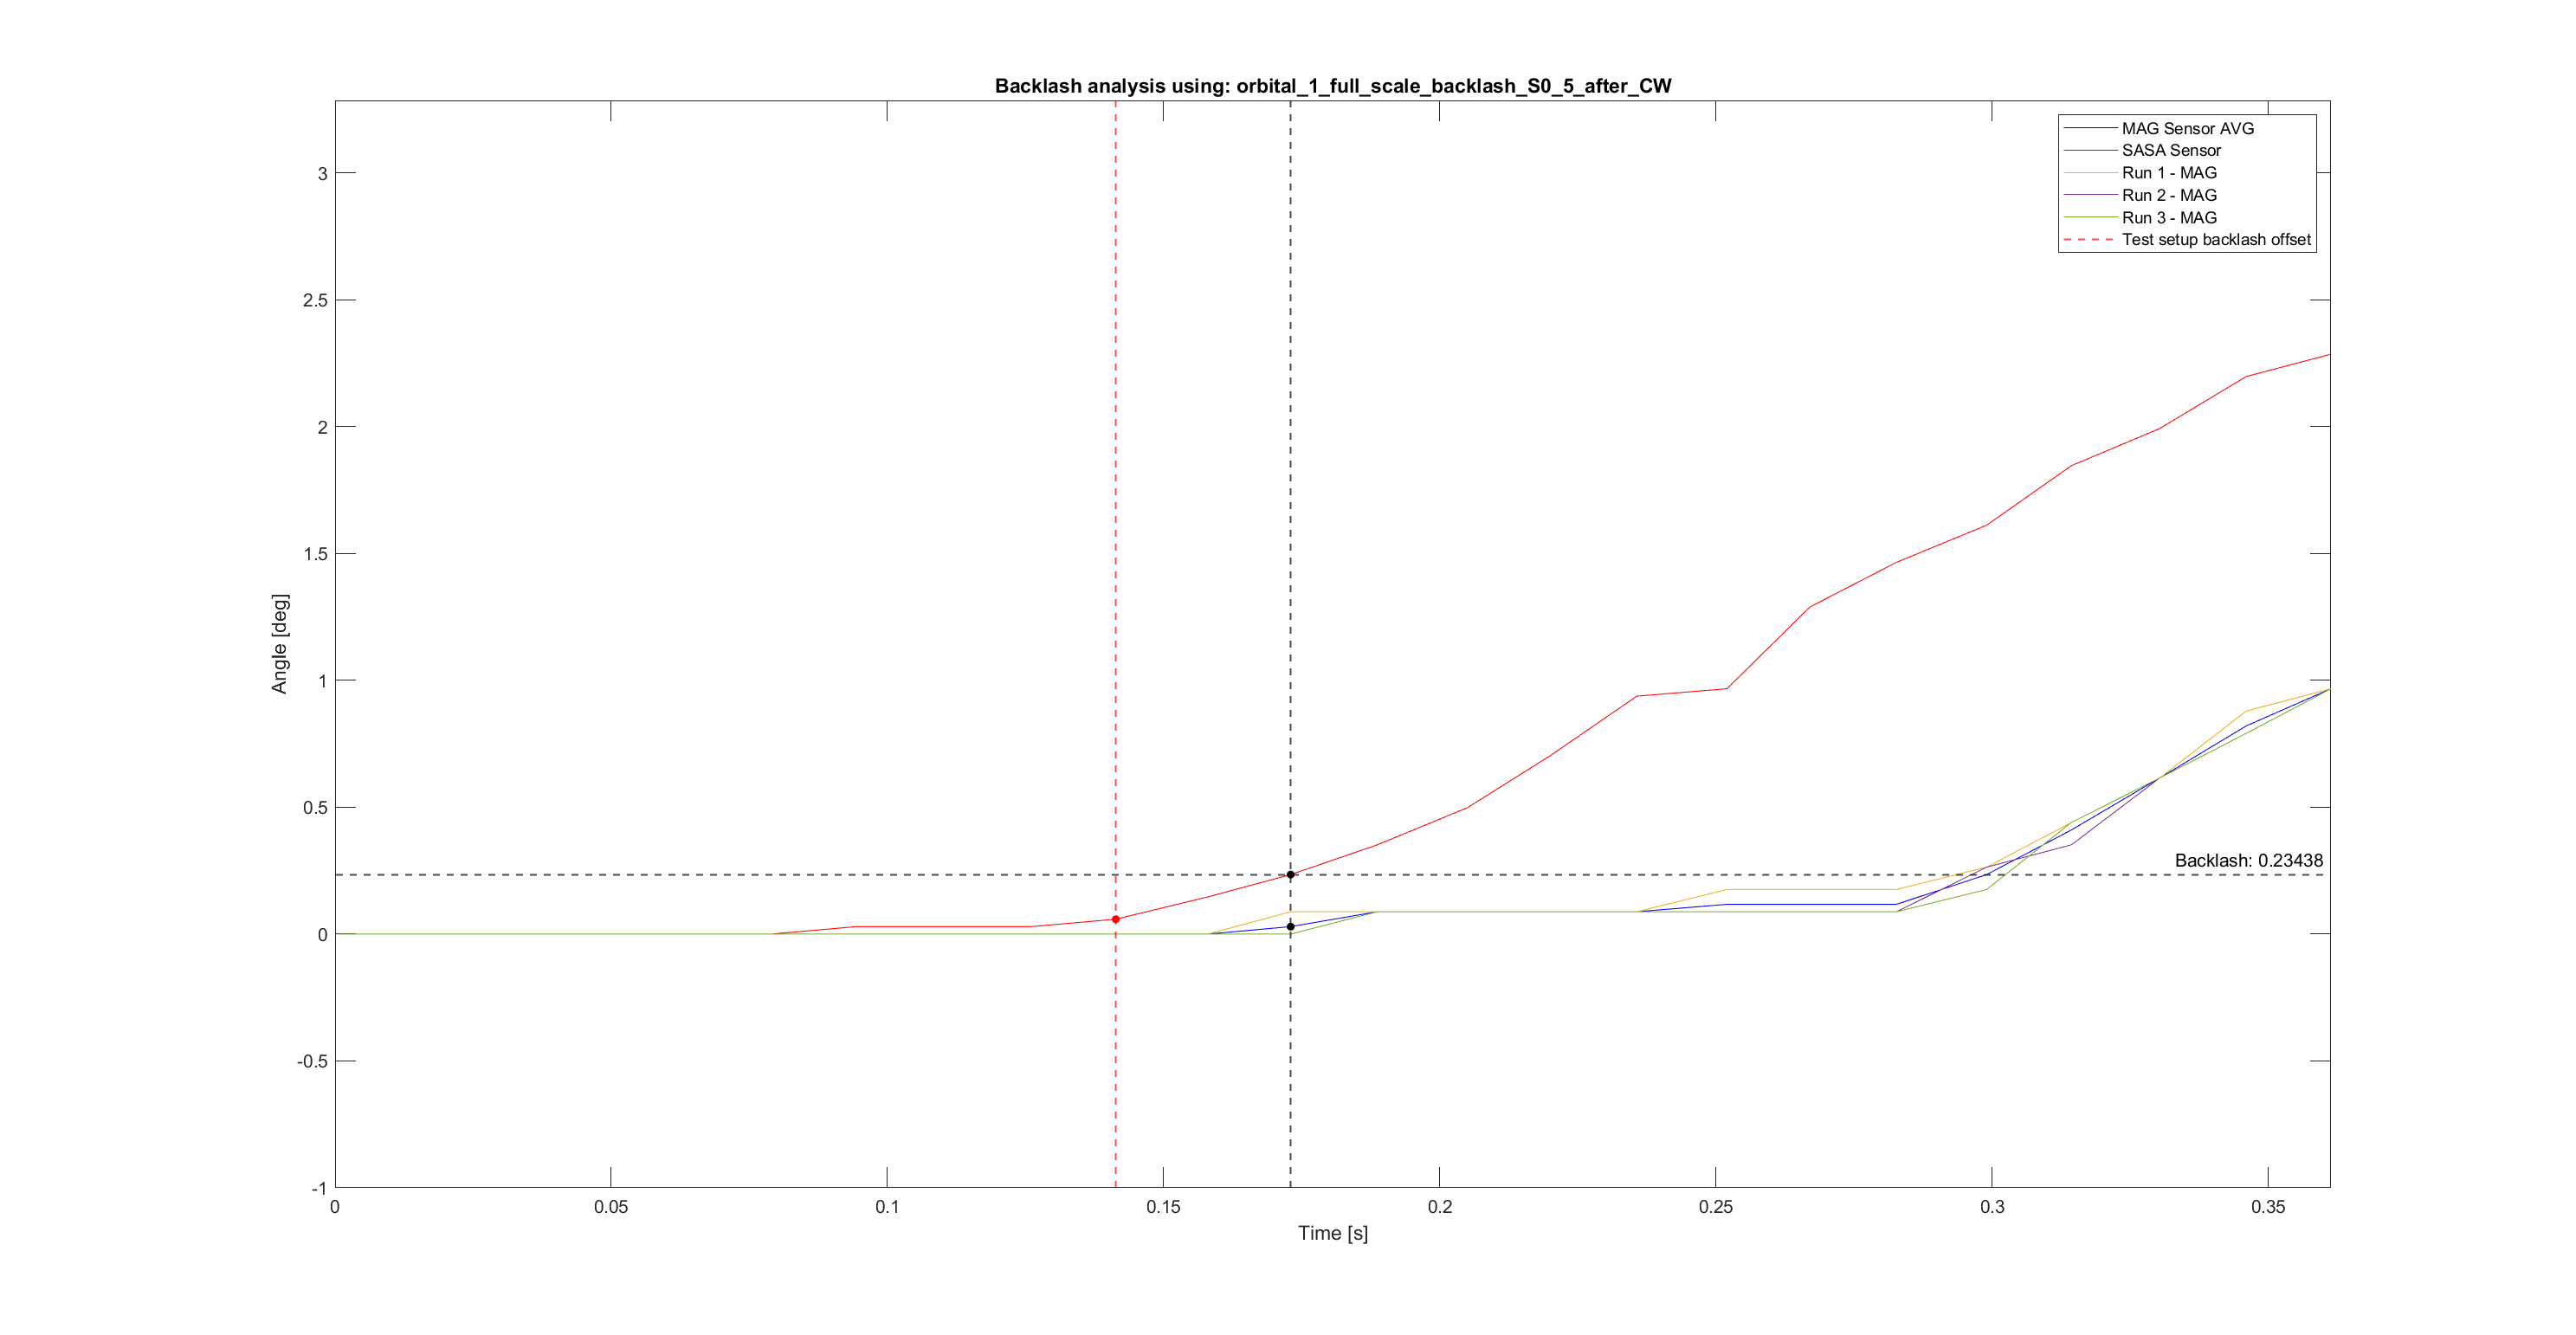 Backlash analysis using: orbital_1_full_scale_backlash_S0_5_after_CW
MAG Sensor AVG
SASA Sensor
Run 1 - MAG
Run 2 - MAG
Run 3 - MAG
Test setup backlash offset
3
2.5
2
1.5
1
0.5
0
-0.5
-1
Angle [deg]
Backlash: 0.23438
0
0.05
0.1
0.15
0.2
0.25
0.3
0.35
Time [s]